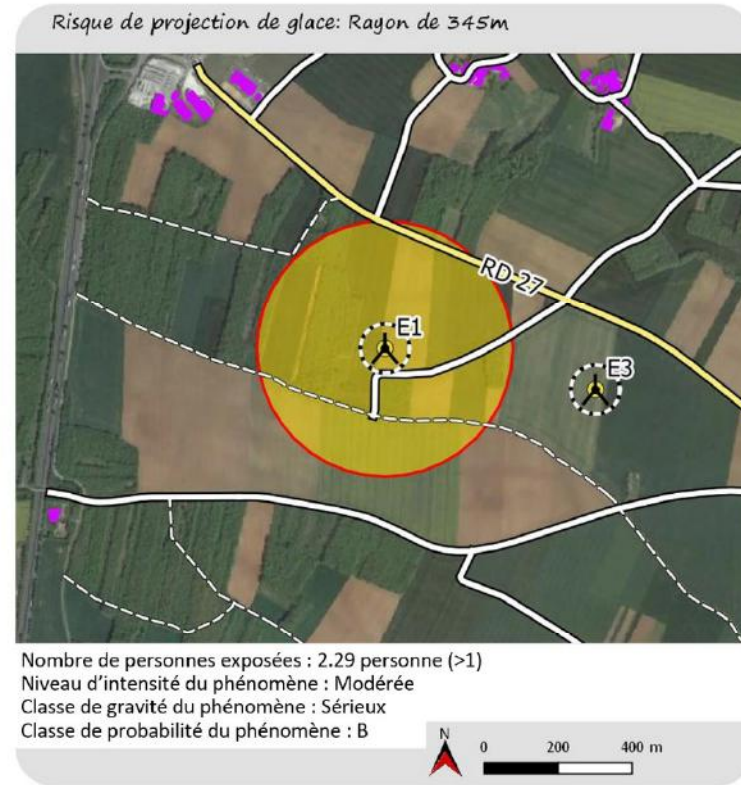 Risque de projection de glace: Rayon de 345m
RD 27
E1
E3
Nombre de personnes exposées : 2.29 personne (>1)
Niveau d'intensité du phénomène : Modérée
Classe de gravité du phénomène : Sérieux
Classe de probabilité du phénomène : B
N
0 200 400 m